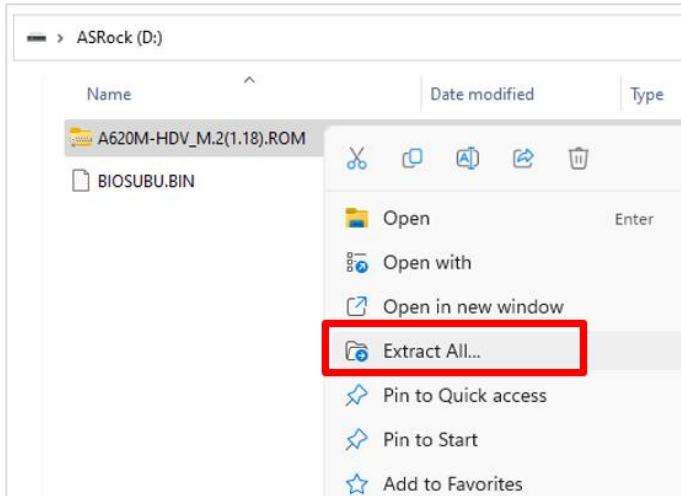 ASRock (D:)
Name Date modified Type
A620M-HDV_M.2(1.18).ROM
BIOSUBU.BIN
Open Enter
Open with
Open in new window
Extract All...
Pin to Quick access
Pin to Start
Add to Favorites